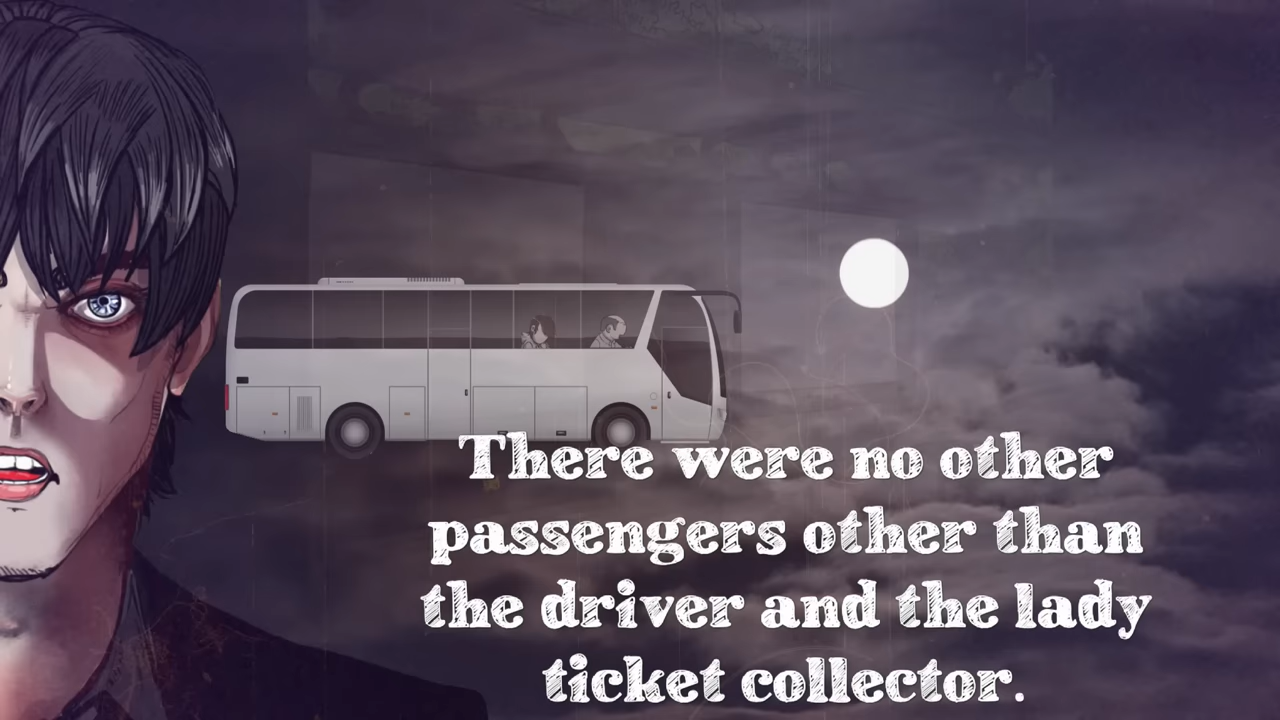 There were no other
passengers other than
the driver and the lady
ticket collector.